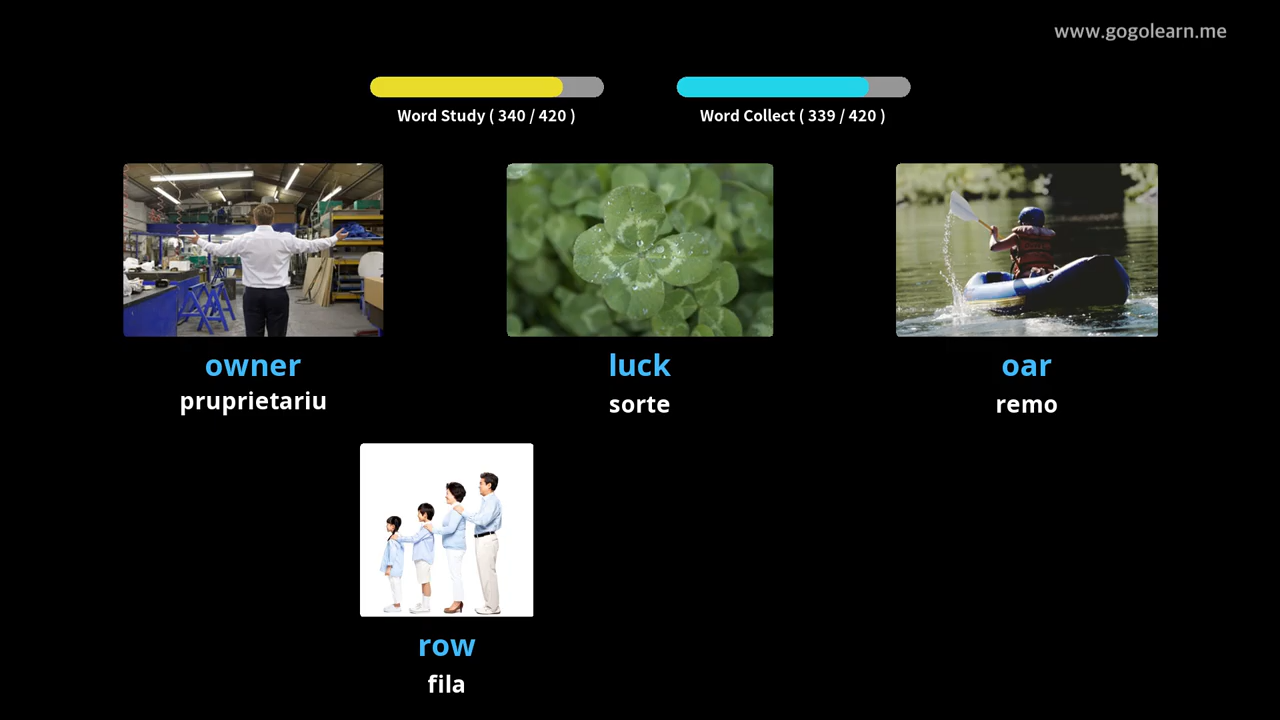 www.gogolearn.me
Word Study ( 340 / 420 )
Word Collect ( 339 / 420 )
owner
pruprietariu
luck
sorte
oar
remo
row
fila